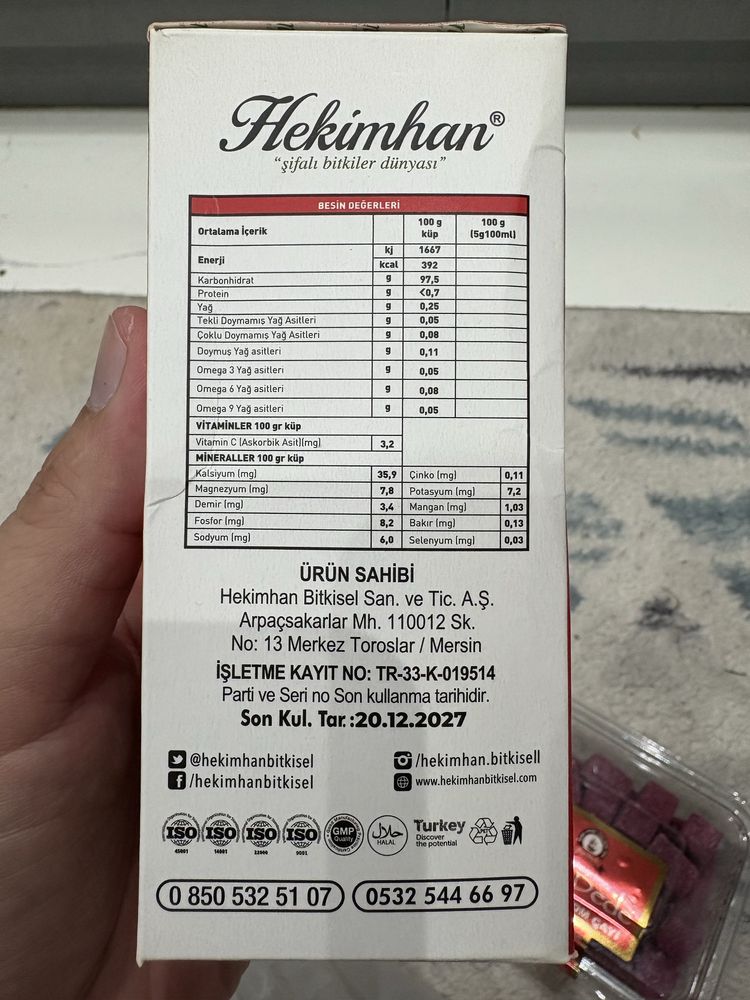 Hekimhan®
"şifalı bitkiler dünyası"
BESİN DEĞERLERİ
Ortalama İçerik 100 g küp 100 g (5g100ml)
Enerji kj 1667
kcal 392
Karbonhidrat g 97,5
Protein g <0,7
Yağ g 0,25
Tekli Doymamış Yağ Asitleri g 0,05
Çoklu Doymamış Yağ Asitleri g 0,08
Doymuş Yağ asitleri g 0,11
Omega 3 Yağ asitleri g 0,05
Omega 6 Yağ asitleri g 0,08
Omega 9 Yağ asitleri g 0,05
VİTAMİNLER 100 gr küp
Vitamin C (Askorbik Asit)(mg) 3,2
MİNERALLER 100 gr küp
Kalsiyum (mg) 35,9 Çinko (mg) 0,11
Magnezyum (mg) 7,8 Potasyum (mg) 7,2
Demir (mg) 3,4 Mangan (mg) 1,03
Fosfor (mg) 8,2 Bakır (mg) 0,13
Sodyum (mg) 6,0 Selenyum (mg) 0,03
ÜRÜN SAHİBİ
Hekimhan Bitkisel San. ve Tic. A.Ş.
Arpaçsakarlar Mh. 110012 Sk.
No: 13 Merkez Toroslar / Mersin
İŞLETME KAYIT NO: TR-33-K-019514
Parti ve Seri no Son kullanma tarihidir.
Son Kul. Tar.:20.12.2027
@hekimhanbitkisel /hekimhan.bitkisell
/hekimhanbitkisel www.hekimhanbitkisel.com
ISO ISO ISO ISO GMP Quality حلال HALAL Turkey
Discover
the potential
45001 14001 22000 9001
0 850 532 51 07 0532 544 66 97
Dede
ÇAYI